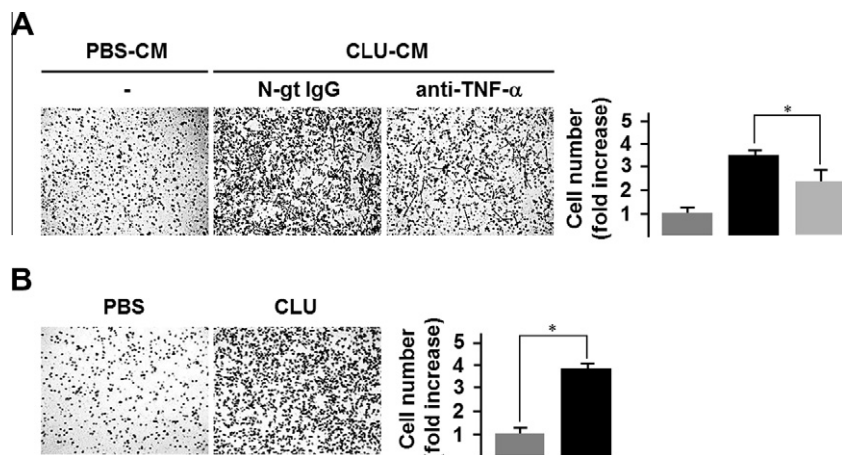 A
PBS-CM
CLU-CM
-
N-gt IgG
anti-TNF-α
Cell number
(fold increase)
5
4
3
2
1
*
B
PBS
CLU
Cell number
(fold increase)
5
4
3
2
1
*